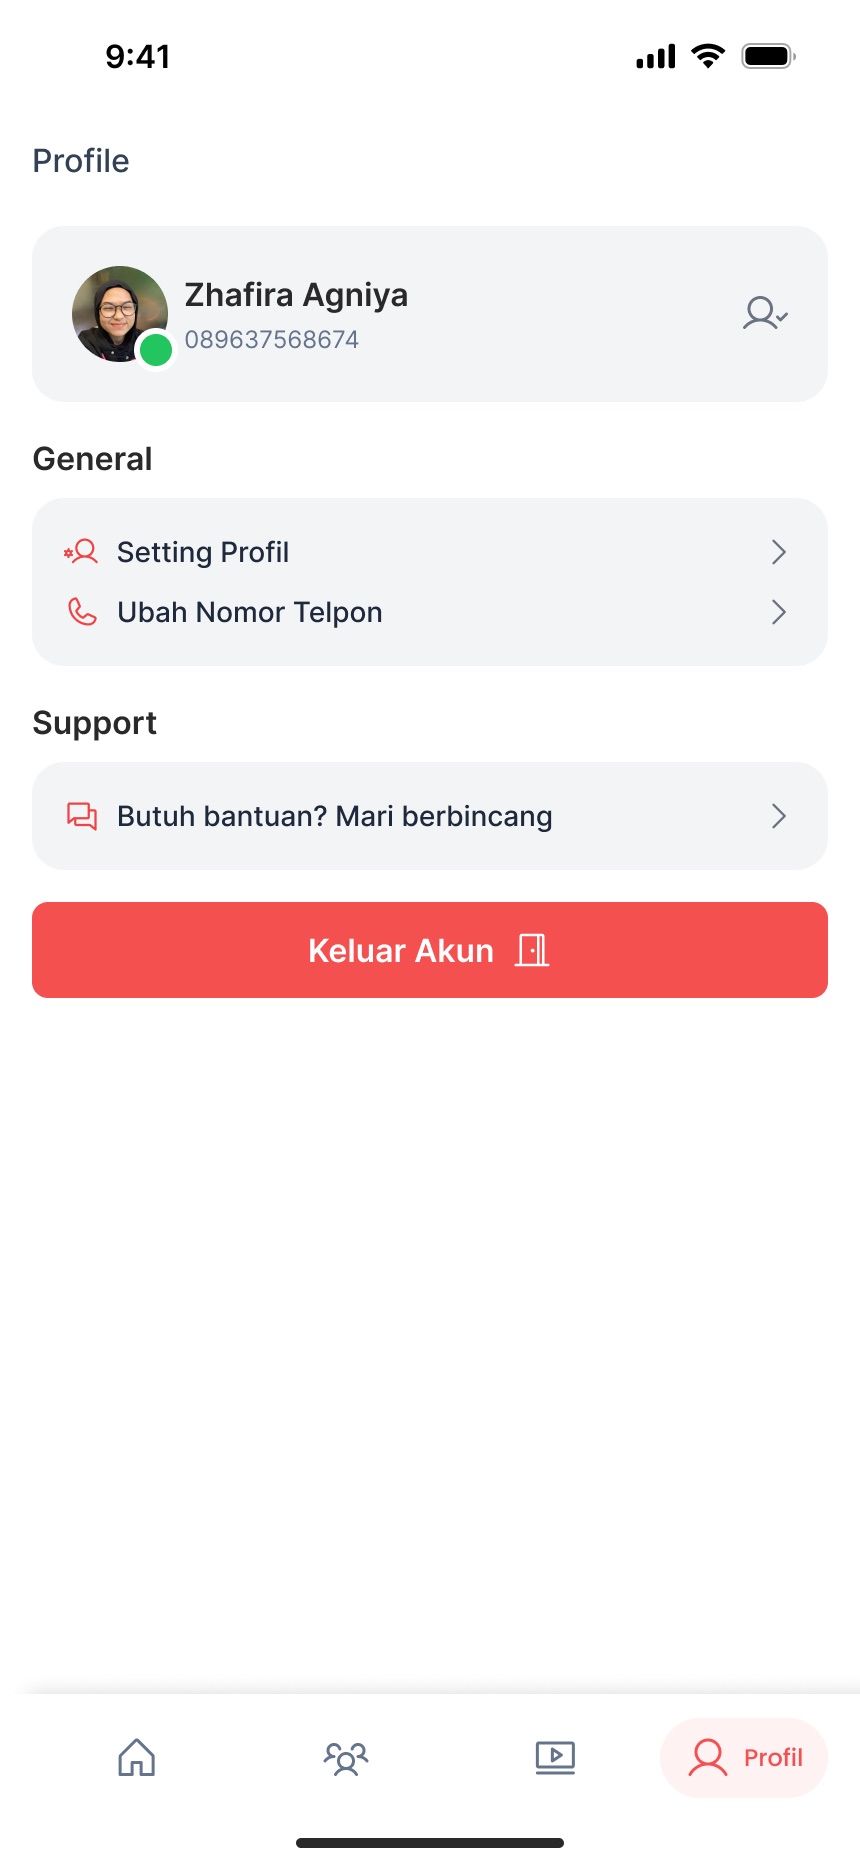 9:41
Profile
Zhafira Agniya
089637568674
General
Setting Profil
Ubah Nomor Telpon
Support
Butuh bantuan? Mari berbincang
Keluar Akun
Profil